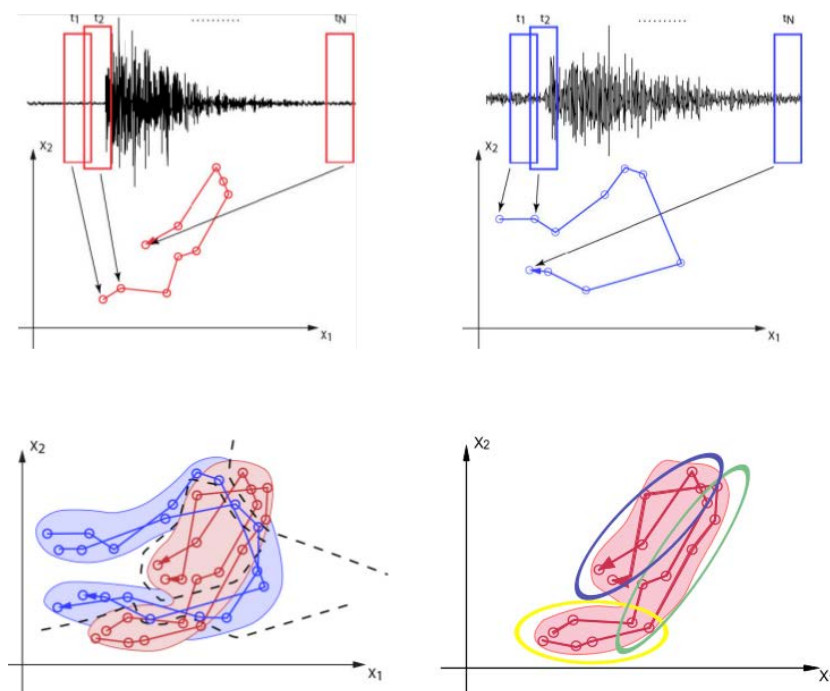 t1 t2 ......... tN
X2
X1
t1 t2 ......... tN
X2
X1
X2
X1
X2
X